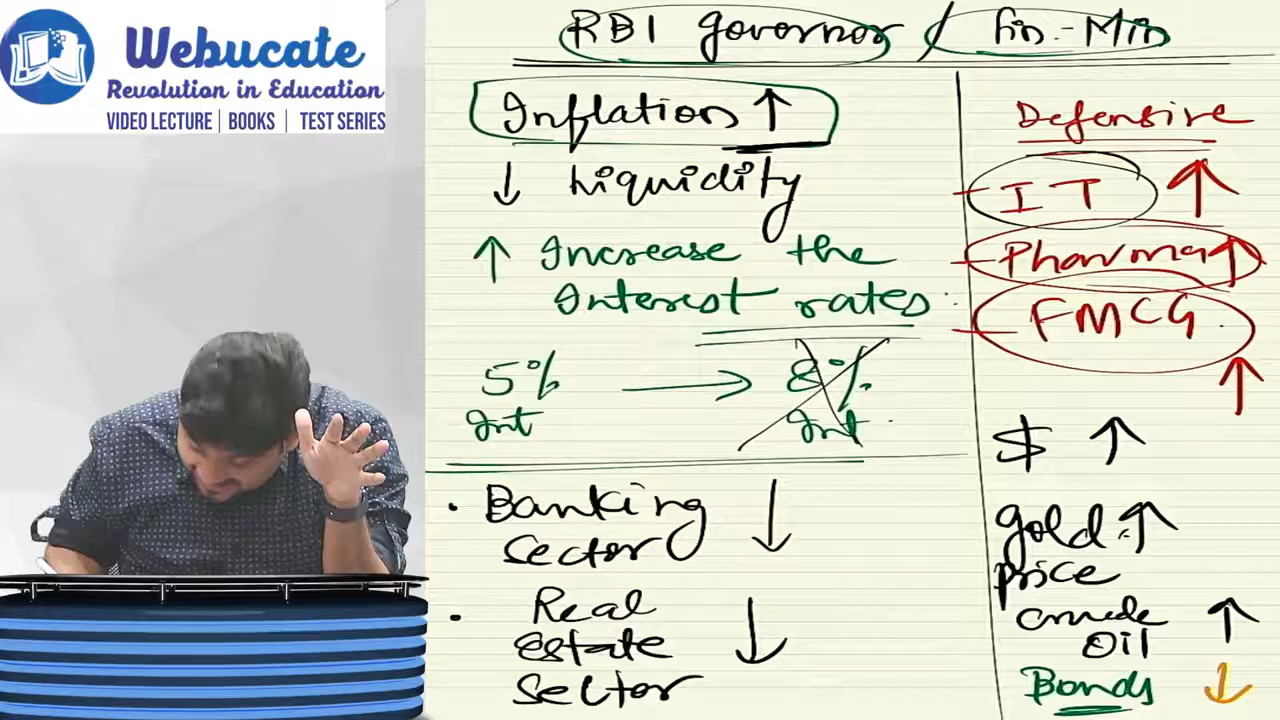 Webucate
Revolution in Education
VIDEO LECTURE | BOOKS | TEST SERIES
RBI governor / fin-Min
Inflation ↑
↓ Liquidity
↑ Increase the
Interest rates
5% → 8%
Int Int
• Banking ↓
Sector
• Real ↓
estate
Sector
Defensive
- IT ↑
- Pharma ↑
- FMCG ↑
$ ↑
gold ↑
price
crude ↑
oil
Bonds ↓